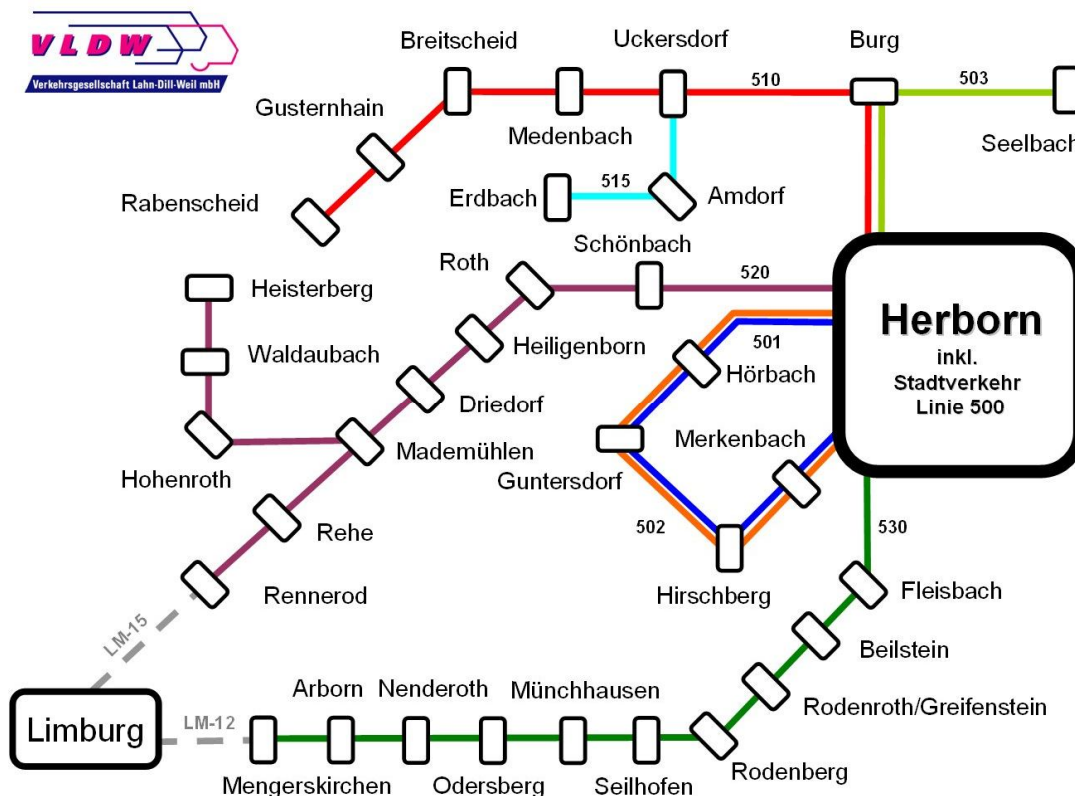 VLDW
Verkehrsgesellschaft Lahn-Dill-Weil mbH
Breitscheid
Uckersdorf
Burg
510
503
Gusternhain
Medenbach
Seelbach
Rabenscheid
Erdbach
515
Amdorf
Schönbach
Roth
520
Heisterberg
Herborn
inkl.
Stadtverkehr
Linie 500
501
Heiligenborn
Waldaubach
Hörbach
Driedorf
Merkenbach
Mademühlen
Hohenroth
Guntersdorf
502
530
Rehe
Rennerod
Hirschberg
Fleisbach
LM-15
Beilstein
Arborn
Nenderoth
Münchhausen
Rodenroth/Greifenstein
Limburg
LM-12
Rodenberg
Mengerskirchen
Odersberg
Seilhofen